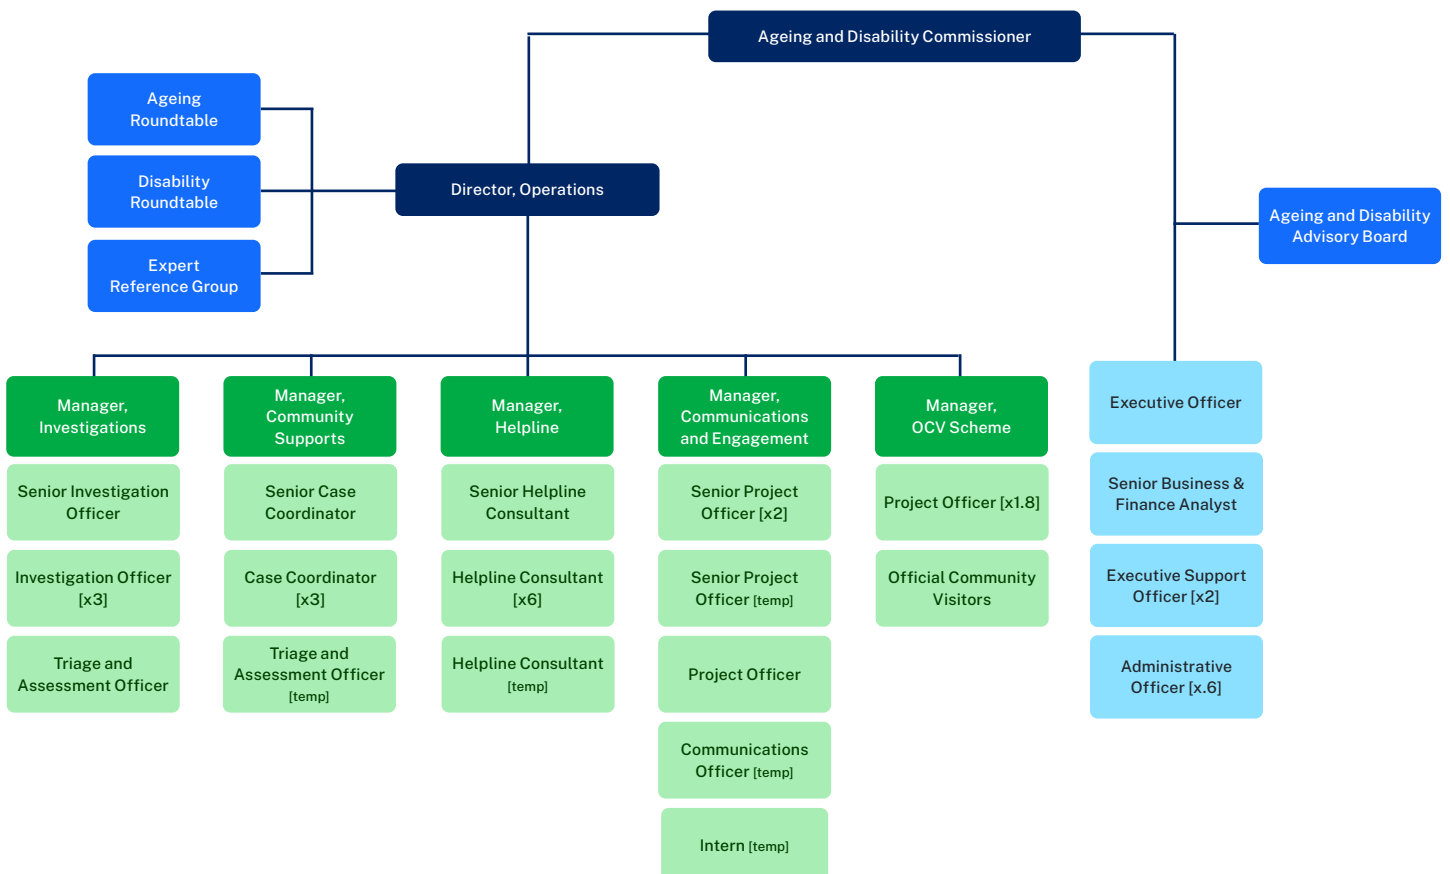 Ageing and Disability Commissioner
Ageing
Roundtable
Disability
Roundtable
Expert
Reference Group
Director, Operations
Ageing and Disability
Advisory Board
Manager,
Investigations
Senior Investigation
Officer
Investigation Officer
[x3]
Triage and
Assessment Officer
Manager,
Community
Supports
Senior Case
Coordinator
Case Coordinator
[x3]
Triage and
Assessment Officer
[temp]
Manager,
Helpline
Senior Helpline
Consultant
Helpline Consultant
[x6]
Helpline Consultant
[temp]
Manager,
Communications
and Engagement
Senior Project
Officer [x2]
Senior Project
Officer [temp]
Project Officer
Communications
Officer [temp]
Intern [temp]
Manager,
OCV Scheme
Project Officer [x1.8]
Official Community
Visitors
Executive Officer
Senior Business &
Finance Analyst
Executive Support
Officer [x2]
Administrative
Officer [x.6]